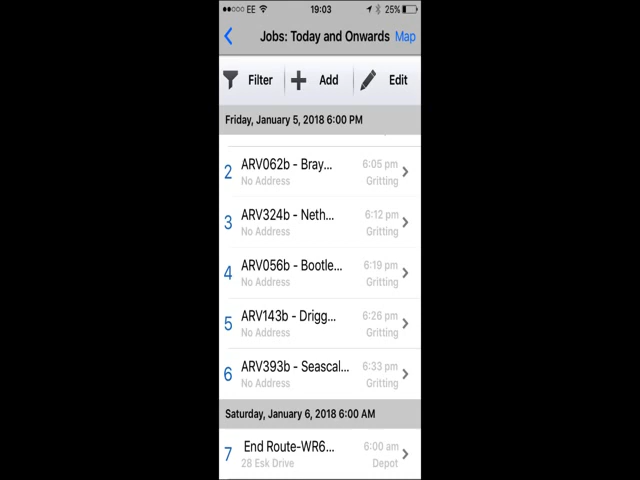 EE 19:03 25%
Jobs: Today and Onwards Map
Filter Add Edit
Friday, January 5, 2018 6:00 PM
2 ARV062b - Bray... 6:05 pm
No Address Gritting
3 ARV324b - Neth... 6:12 pm
No Address Gritting
4 ARV056b - Bootle... 6:19 pm
No Address Gritting
5 ARV143b - Drigg... 6:26 pm
No Address Gritting
6 ARV393b - Seascal... 6:33 pm
No Address Gritting
Saturday, January 6, 2018 6:00 AM
7 End Route-WR6... 6:00 am
28 Esk Drive Depot